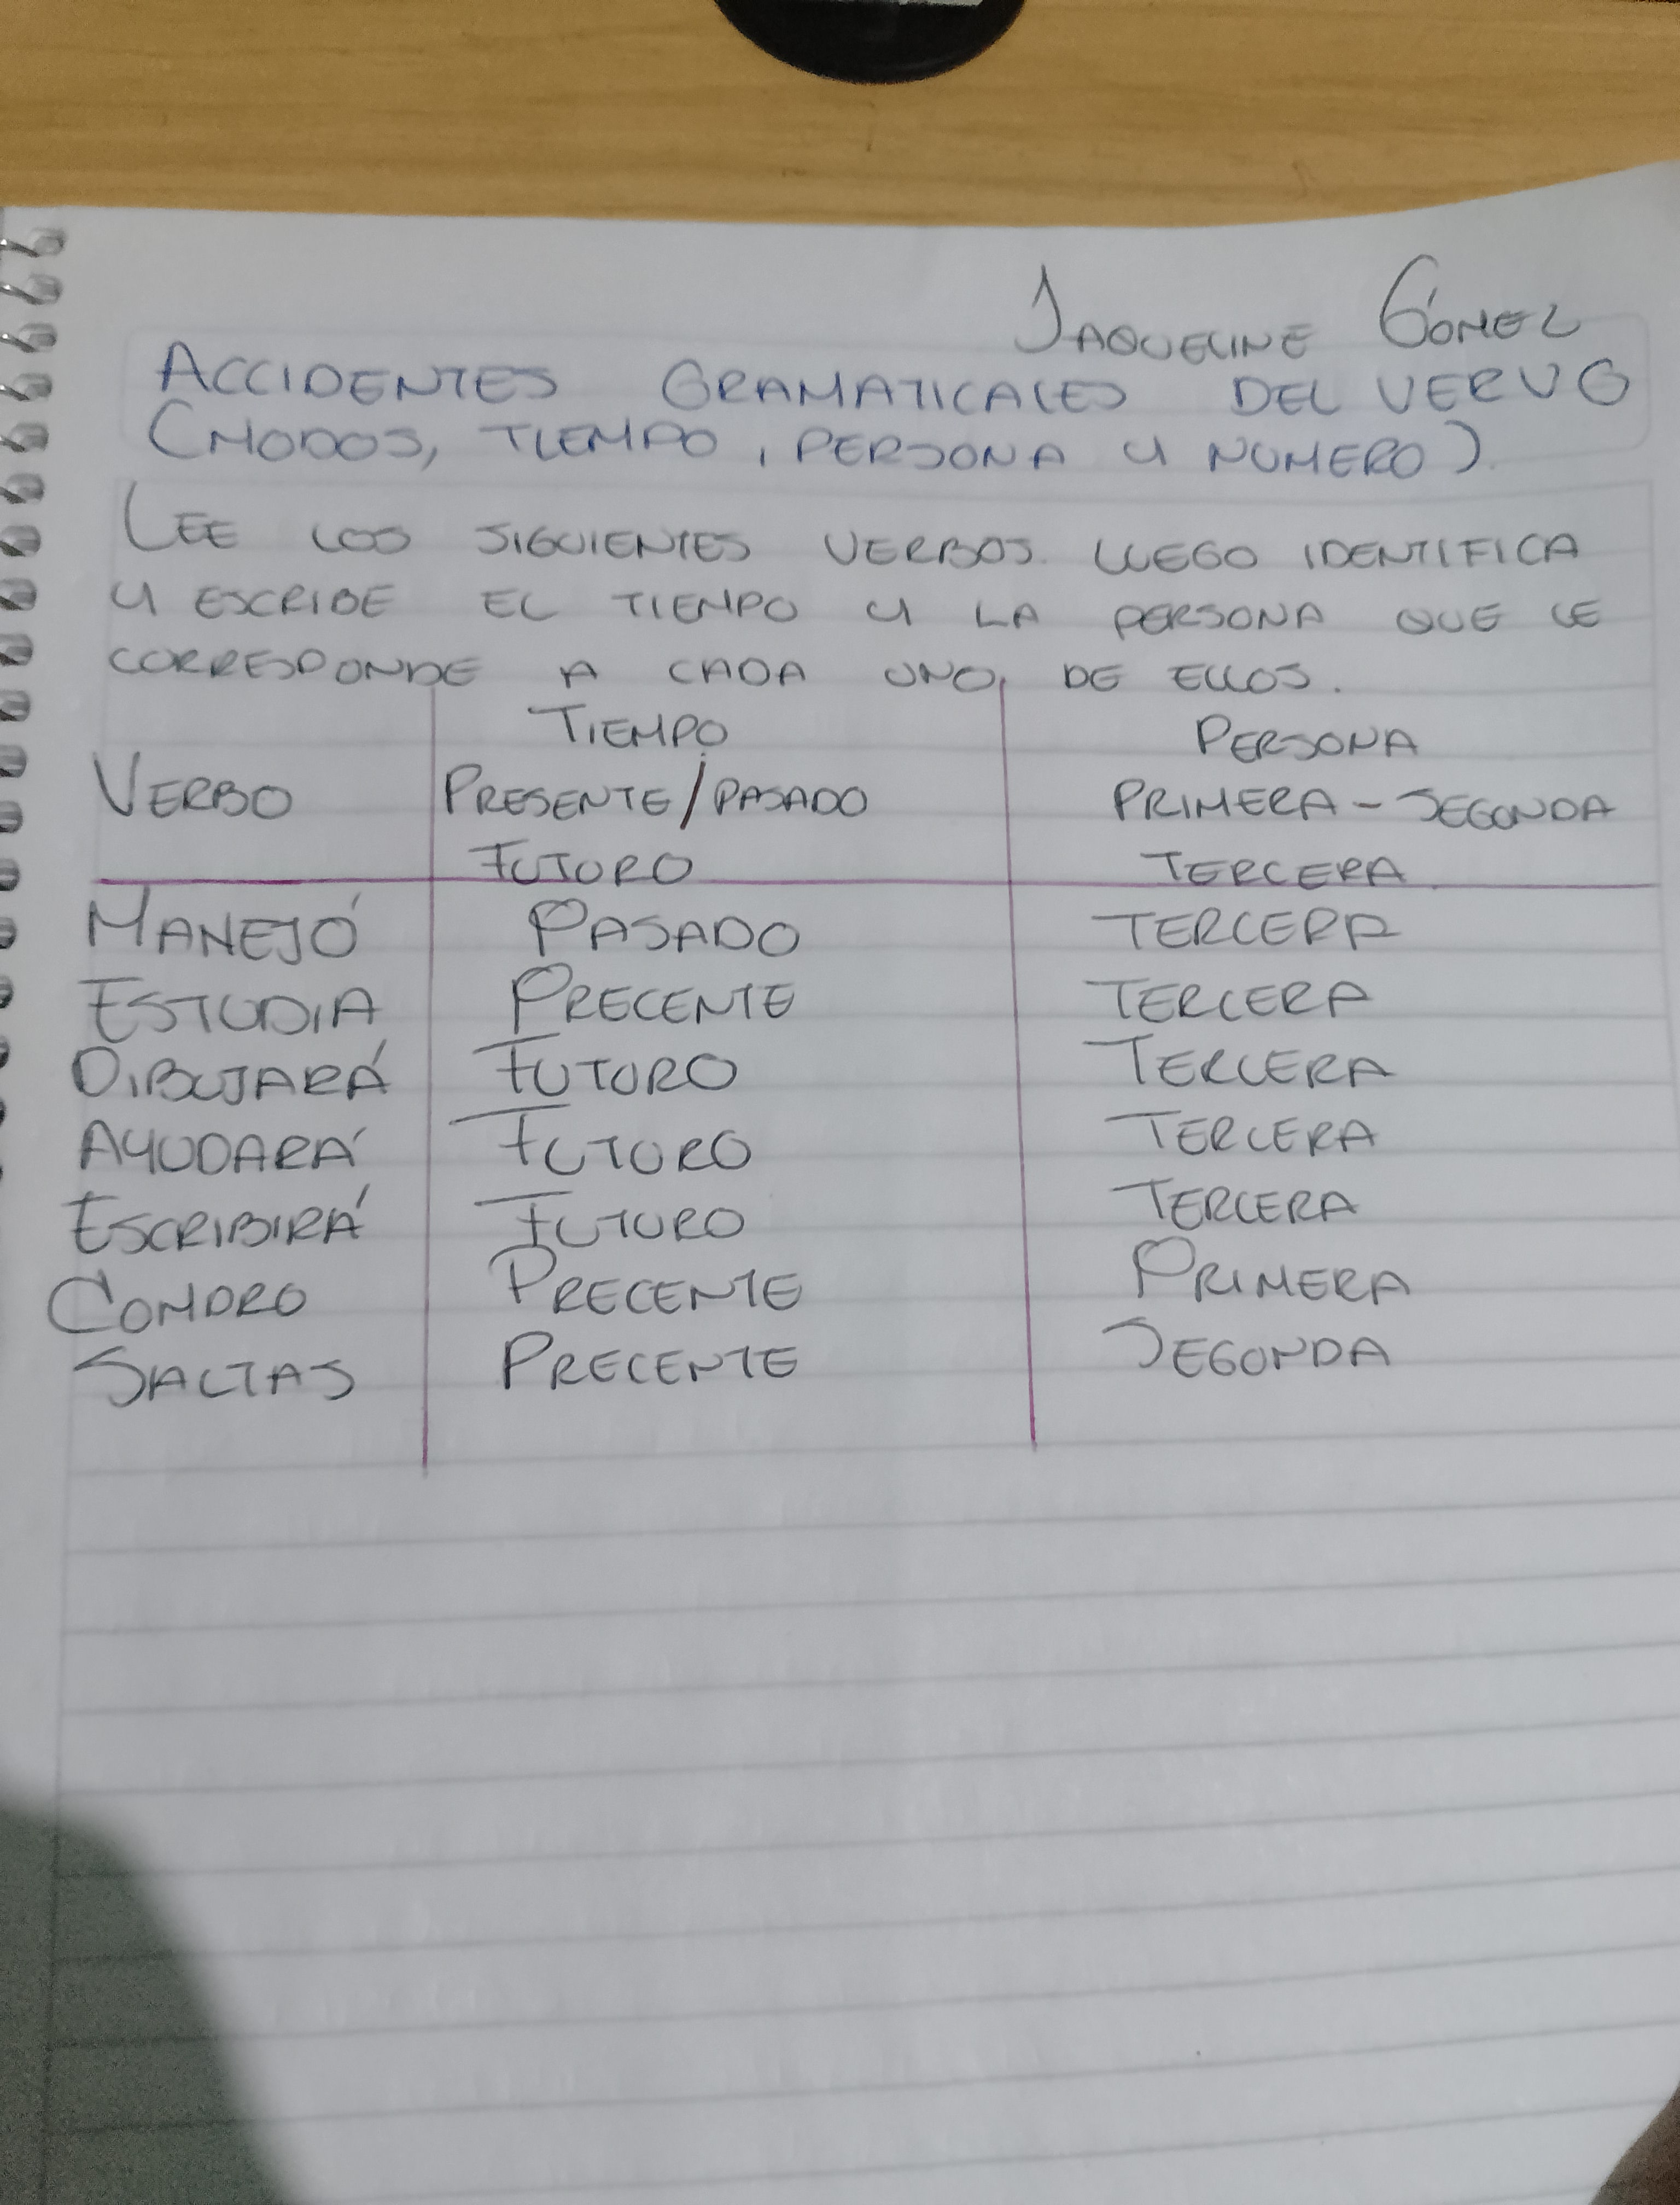 JAQUELINE GÓMEZ
ACCIDENTES GRAMATICALES DEL VERVO
(MODOS, TIEMPO, PERSONA Y NUMERO).
LEE LOS SIGUIENTES VERBOS. LUEGO IDENTIFICA
Y ESCRIBE EL TIEMPO Y LA PERSONA QUE LE
CORRESPONDE A CADA UNO, DE ELLOS.
TIEMPO PERSONA
VERBO PRESENTE/PASADO PRIMERA - SEGUNDA
FUTURO TERCERA
MANEJÓ PASADO TERCERA
ESTUDIA PRECENTE TERCERA
DIBUJARÁ FUTURO TERCERA
AYUDARÁ FUTURO TERCERA
ESCRIBIRÁ FUTURO TERCERA
COMPRO PRECENTE PRIMERA
SALTAS PRECENTE SEGUNDA